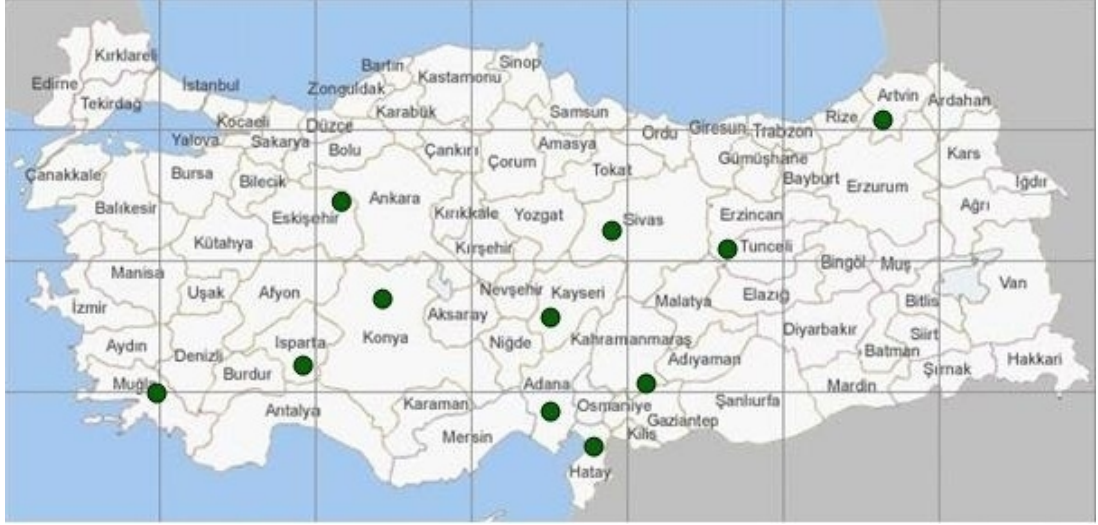 Kırklareli
Edirne
Tekirdağ
İstanbul
Kocaeli
Yalova
Sakarya
Düzce
Zonguldak
Bartın
Karabük
Kastamonu
Sinop
Samsun
Ordu
Giresun
Trabzon
Rize
Artvin
Ardahan
Çanakkale
Bursa
Bilecik
Bolu
Çankırı
Çorum
Amasya
Tokat
Gümüşhane
Bayburt
Erzurum
Kars
Iğdır
Balıkesir
Eskişehir
Ankara
Kırıkkale
Yozgat
Sivas
Erzincan
Ağrı
Kütahya
Kırşehir
Tunceli
Bingöl
Muş
Manisa
Uşak
Afyon
Nevşehir
Kayseri
Malatya
Elazığ
Bitlis
Van
İzmir
Aksaray
Aydın
Denizli
Isparta
Konya
Niğde
Kahramanmaraş
Diyarbakır
Siirt
Batman
Adıyaman
Şırnak
Hakkari
Muğla
Burdur
Antalya
Karaman
Adana
Osmaniye
Gaziantep
Şanlıurfa
Mardin
Mersin
Kilis
Hatay